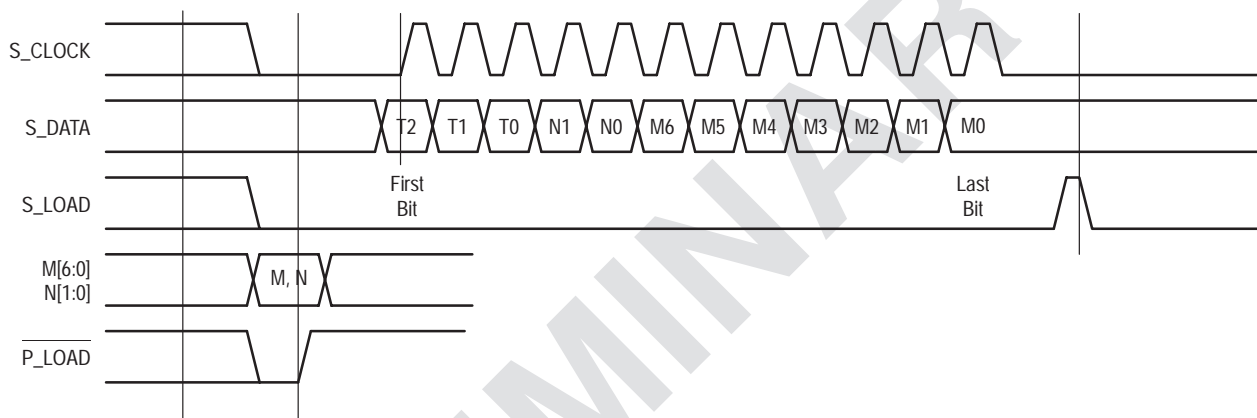 S_CLOCK
S_DATA
T2 T1 T0 N1 N0 M6 M5 M4 M3 M2 M1 M0
First
Bit
Last
Bit
S_LOAD
M[6:0]
N[1:0]
M, N
P_LOAD
MINAR